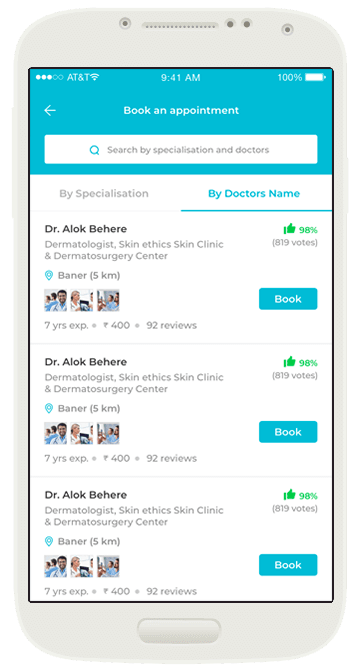 AT&T 9:41 AM 100%
Book an appointment
Search by specialisation and doctors
By Specialisation By Doctors Name
Dr. Alok Behere 98%
Dermatologist, Skin ethics Skin Clinic (819 votes)
& Dermatosurgery Center
Baner (5 km)
Book
7 yrs exp. ₹ 400 92 reviews
Dr. Alok Behere 98%
Dermatologist, Skin ethics Skin Clinic (819 votes)
& Dermatosurgery Center
Baner (5 km)
Book
7 yrs exp. ₹ 400 92 reviews
Dr. Alok Behere 98%
Dermatologist, Skin ethics Skin Clinic (819 votes)
& Dermatosurgery Center
Baner (5 km)
Book
7 yrs exp. ₹ 400 92 reviews